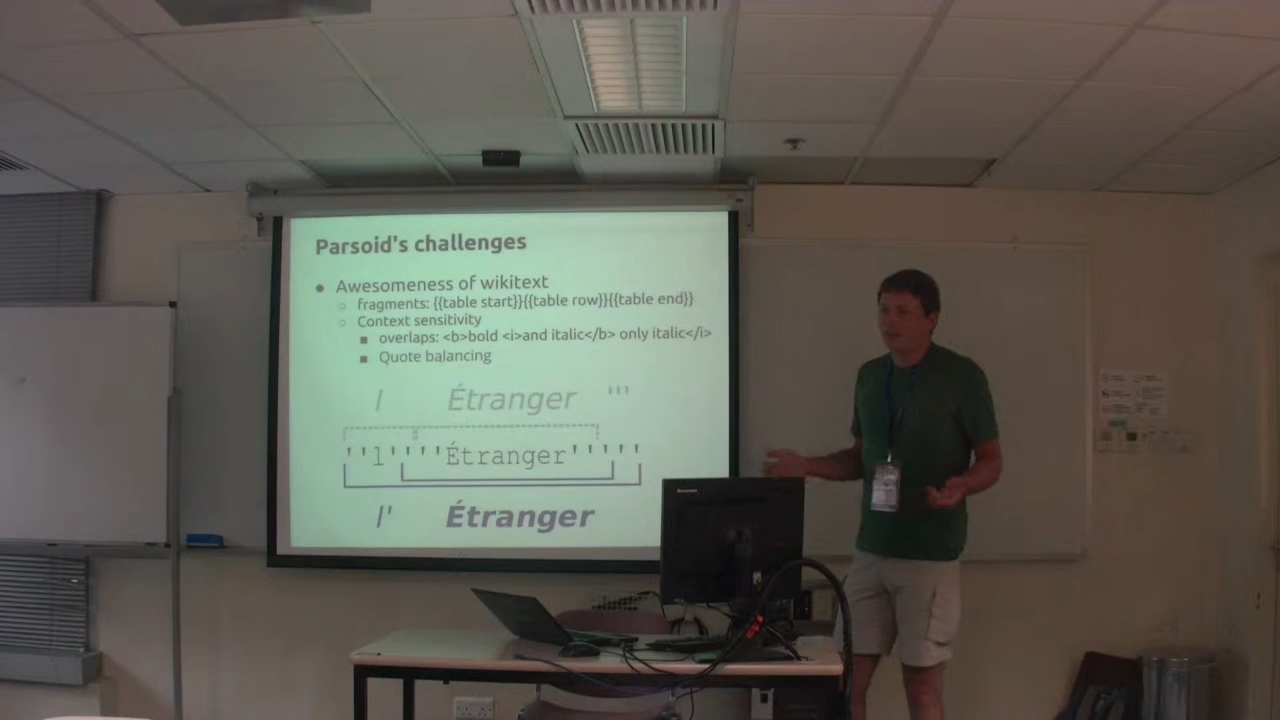 Parsoid's challenges
● Awesomeness of wikitext
○ fragments: {{table start}}{{table row}}{{table end}}
○ Context sensitivity
■ overlaps: <b>bold <i>and italic</b> only italic</i>
■ Quote balancing
l Étranger '''
''l''''Étranger'''''
l' Étranger